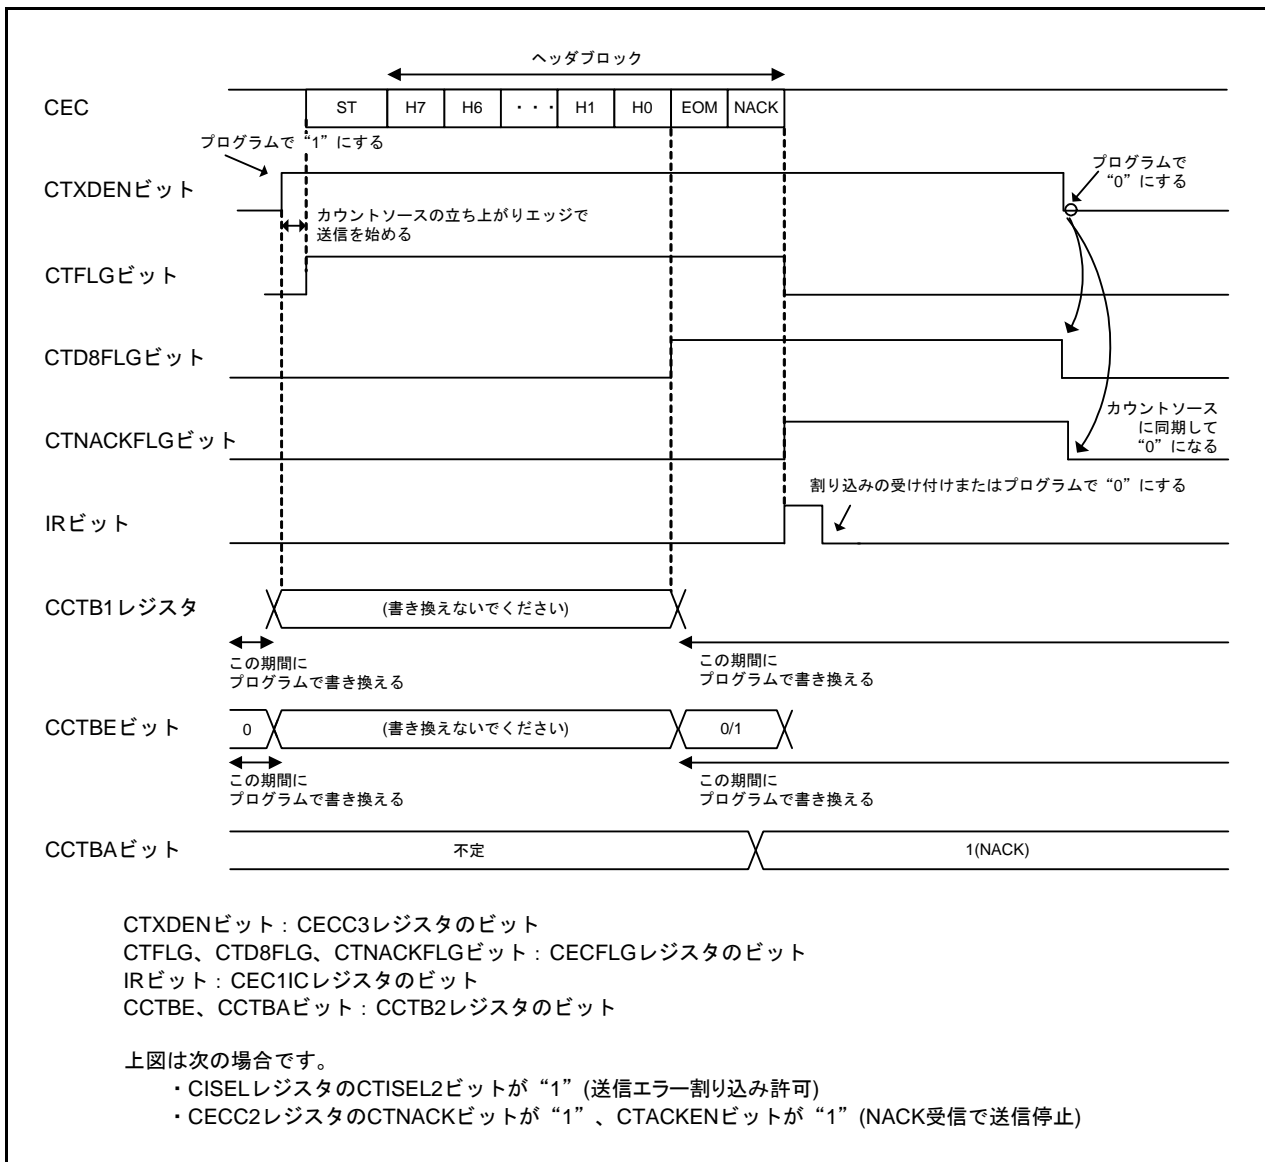 ヘッダブロック
CEC
ST H7 H6 ・・・ H1 H0 EOM NACK
プログラムで“1”にする
CTXDENビット
プログラムで
“0”にする
カウントソースの立ち上がりエッジで
送信を始める
CTFLGビット
CTD8FLGビット
カウントソース
に同期して
“0”になる
CTNACKFLGビット
割り込みの受け付けまたはプログラムで“0”にする
IRビット
CCTB1レジスタ
(書き換えないでください)
この期間に
プログラムで書き換える
この期間に
プログラムで書き換える
CCTBEビット
0 (書き換えないでください) 0/1
この期間に
プログラムで書き換える
この期間に
プログラムで書き換える
CCTBAビット
不定 1(NACK)
CTXDENビット：CECC3レジスタのビット
CTFLG、CTD8FLG、CTNACKFLGビット：CECFLGレジスタのビット
IRビット：CEC1ICレジスタのビット
CCTBE、CCTBAビット：CCTB2レジスタのビット
上図は次の場合です。
・CISELレジスタのCTISEL2ビットが“1”(送信エラー割り込み許可)
・CECC2レジスタのCTNACKビットが“1”、CTACKENビットが“1”(NACK受信で送信停止)